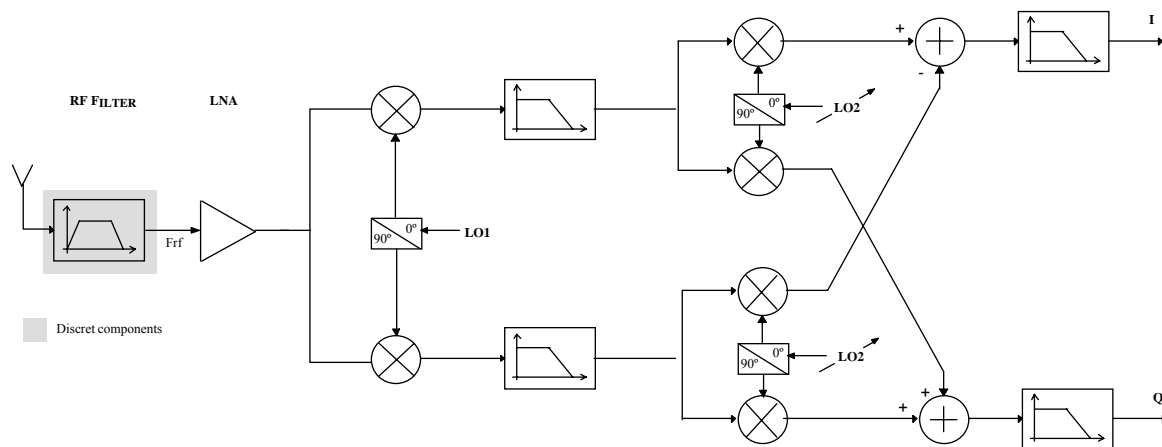 I
+
-
0º
90º
LO2
RF FILTER
LNA
Frf
0º
90º
LO1
Discret components
0º
90º
LO2
+
+
Q